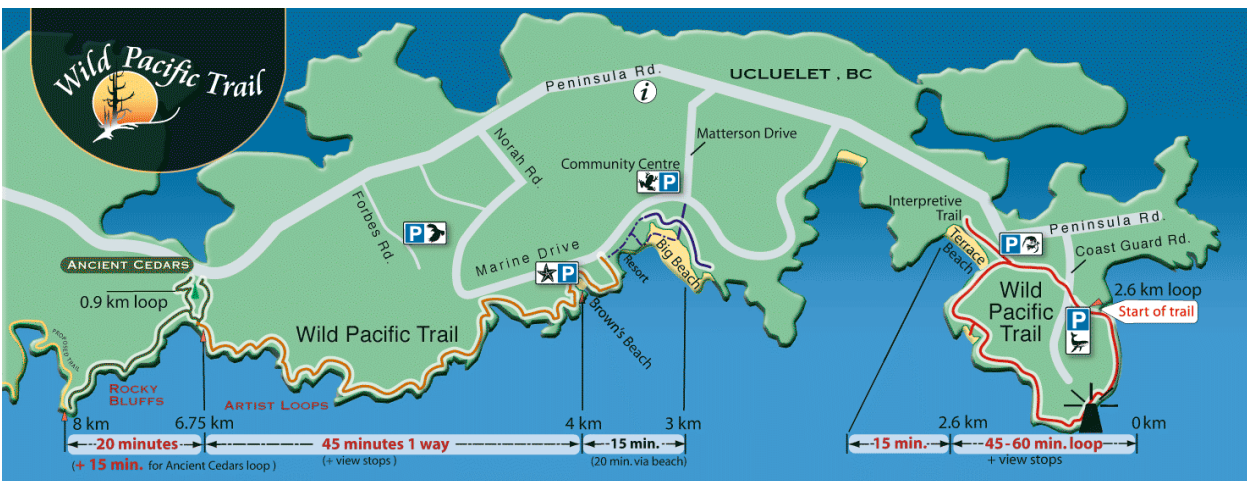 Wild Pacific Trail
Peninsula Rd.
i
UCLUELET , BC
Matterson Drive
Norah Rd.
Community Centre
P
Forbes Rd.
P
Interpretive
Trail
Peninsula Rd.
P
Coast Guard Rd.
Terrace
Beach
Marine Drive
P
Resort
Big Beach
ANCIENT CEDARS
0.9 km loop
Brown's Beach
Wild
Pacific
Trail
2.6 km loop
Start of trail
P
Wild Pacific Trail
PROPOSED TRAIL
ROCKY
BLUFFS
ARTIST LOOPS
8 km
6.75 km
4 km
3 km
2.6 km
0 km
20 minutes
45 minutes 1 way
15 min.
15 min.
45-60 min. loop
(+ 15 min. for Ancient Cedars loop )
(+ view stops )
(20 min. via beach)
+ view stops